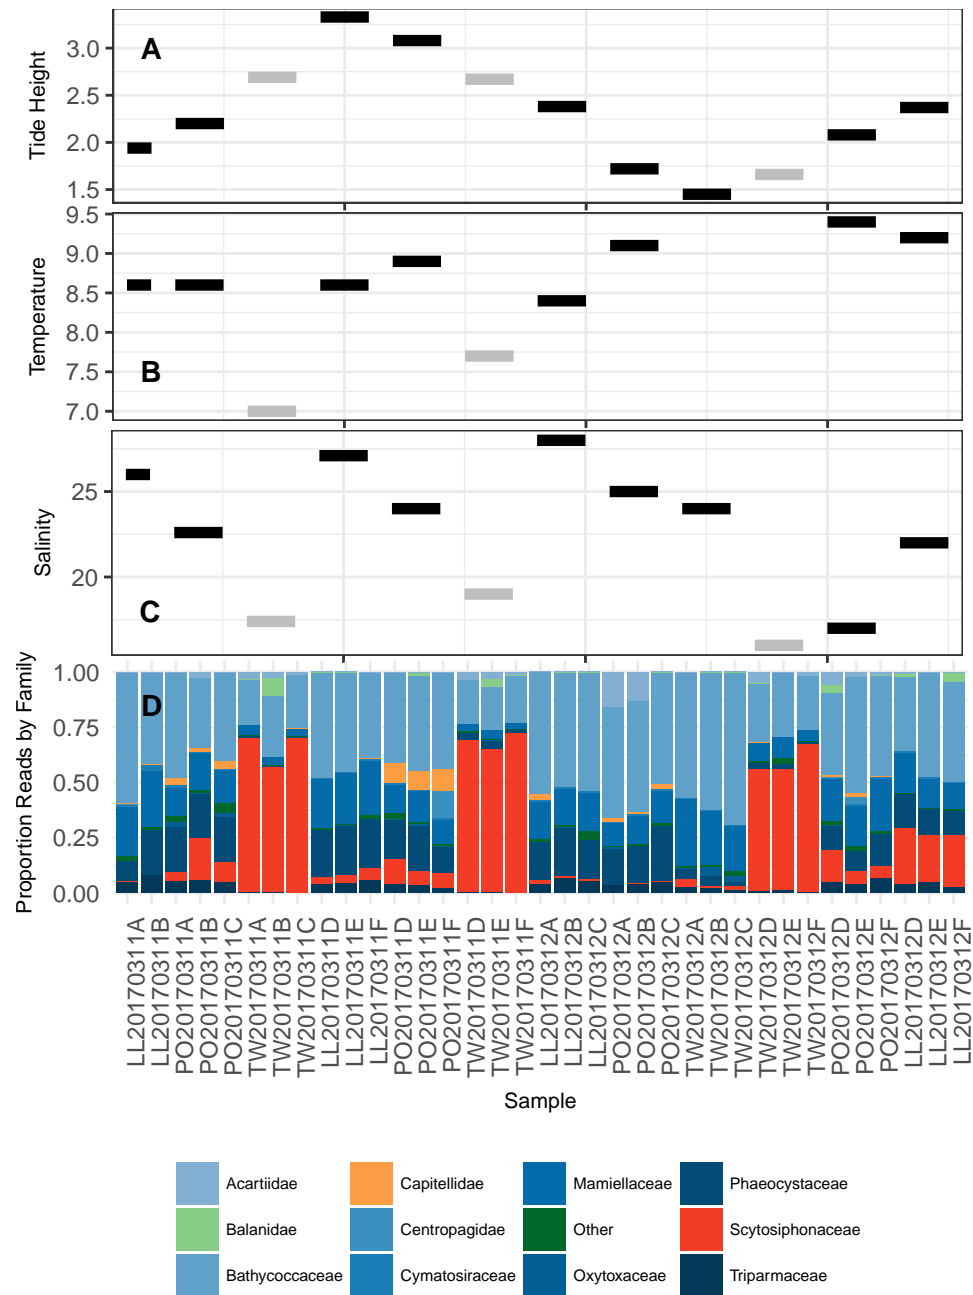 A
Tide Height
3.0
2.5
2.0
1.5
B
Temperature
9.5
9.0
8.5
8.0
7.5
7.0
C
Salinity
25
20
D
Proportion Reads by Family
1.00
0.75
0.50
0.25
0.00
LL20170311A
LL20170311B
PO20170311A
PO20170311B
PO20170311C
TW20170311A
TW20170311B
TW20170311C
LL20170311D
LL20170311E
LL20170311F
PO20170311D
PO20170311E
PO20170311F
TW20170311D
TW20170311E
TW20170311F
LL20170312A
LL20170312B
LL20170312C
PO20170312A
PO20170312B
PO20170312C
TW20170312A
TW20170312B
TW20170312C
TW20170312D
TW20170312E
TW20170312F
PO20170312D
PO20170312E
PO20170312F
LL20170312D
LL20170312E
LL20170312F
Sample
Acartiidae
Balanidae
Bathycoccaceae
Capitellidae
Centropagidae
Cymatosiraceae
Mamiellaceae
Other
Oxytoxaceae
Phaeocystaceae
Scytosiphonaceae
Triparmaceae